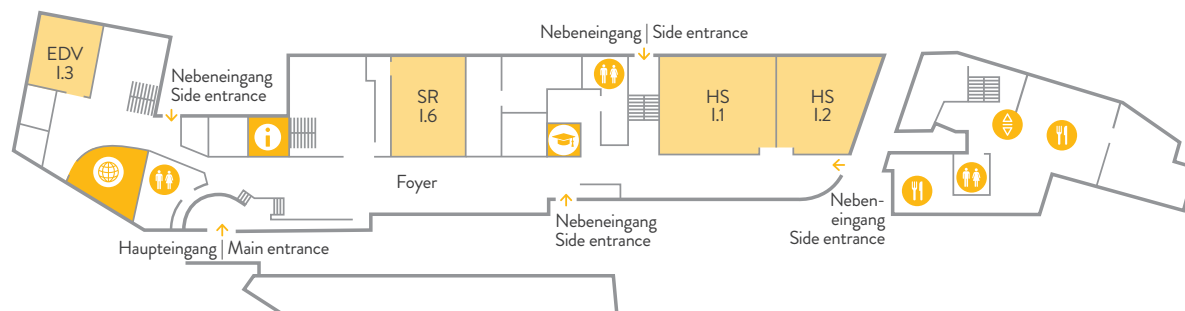 Nebeneingang | Side entrance
EDV
I.3
Nebeneingang
Side entrance
SR
I.6
HS
I.1
HS
I.2
i
Foyer
Nebeneingang
Side entrance
Neben-
eingang
Side entrance
Haupteingang | Main entrance